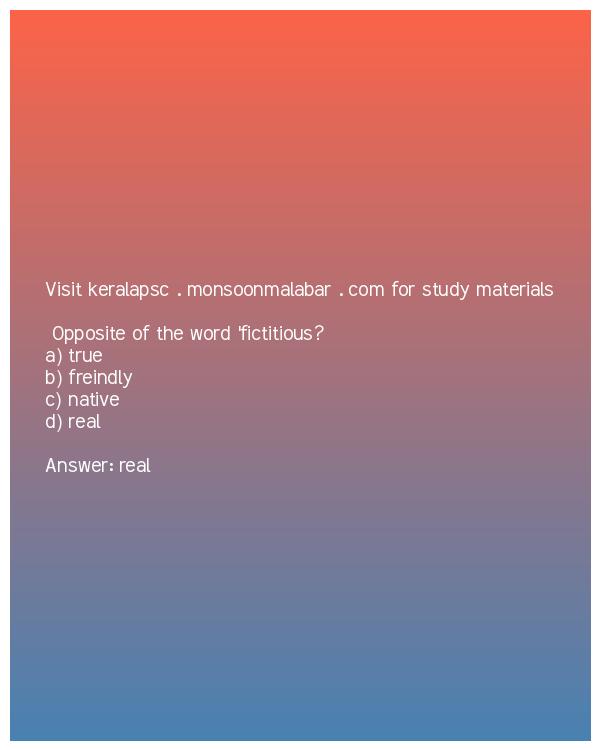 Visit keralapsc . monsoonmalabar . com for study materials
Opposite of the word 'fictitious?
a) true
b) freindly
c) native
d) real
Answer: real